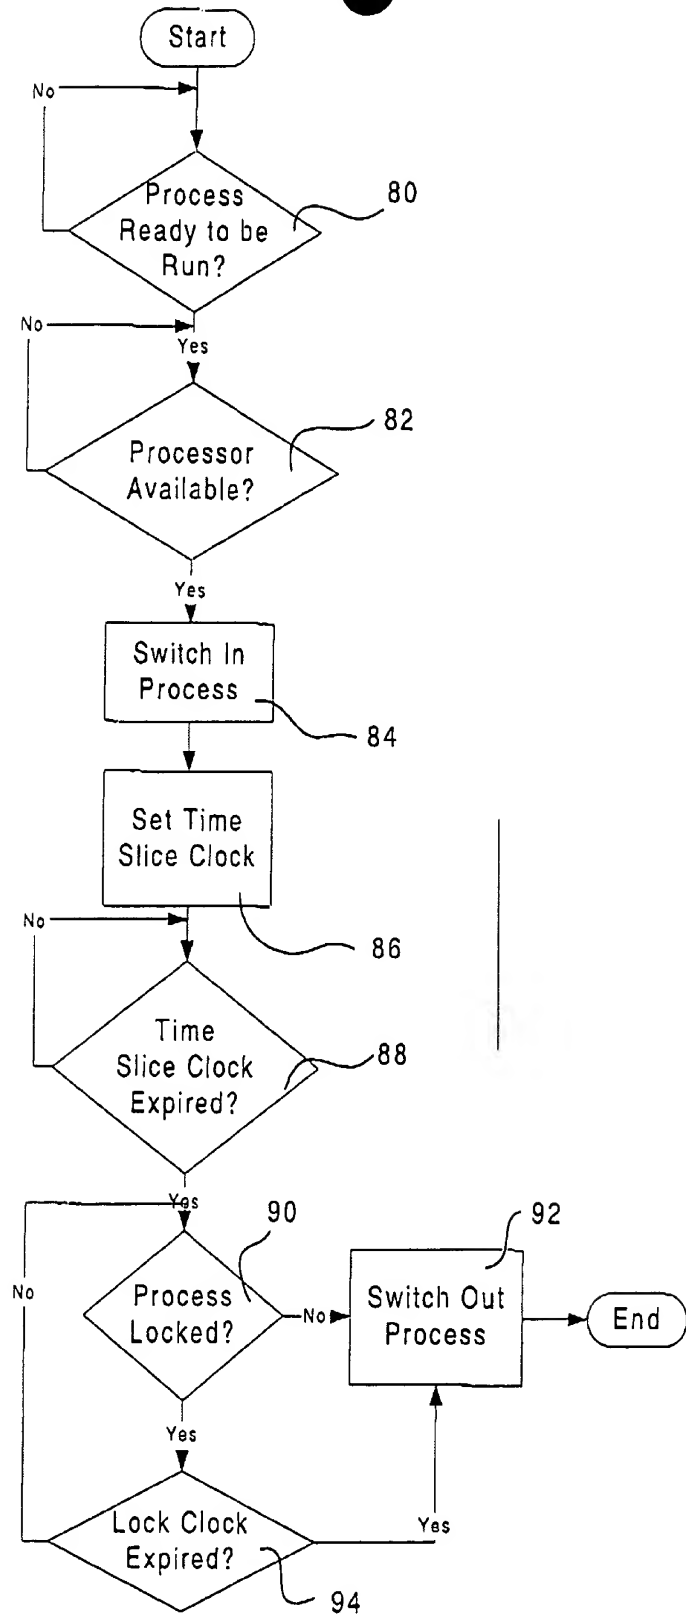 Start
No
Process
Ready to be
Run?
80
No
Yes
Processor
Available?
82
Yes
Switch In
Process
84
Set Time
Slice Clock
86
No
Time
Slice Clock
Expired?
88
Yes
90
92
No
Process
Locked?
No
Switch Out
Process
End
Yes
Lock Clock
Expired?
Yes
94